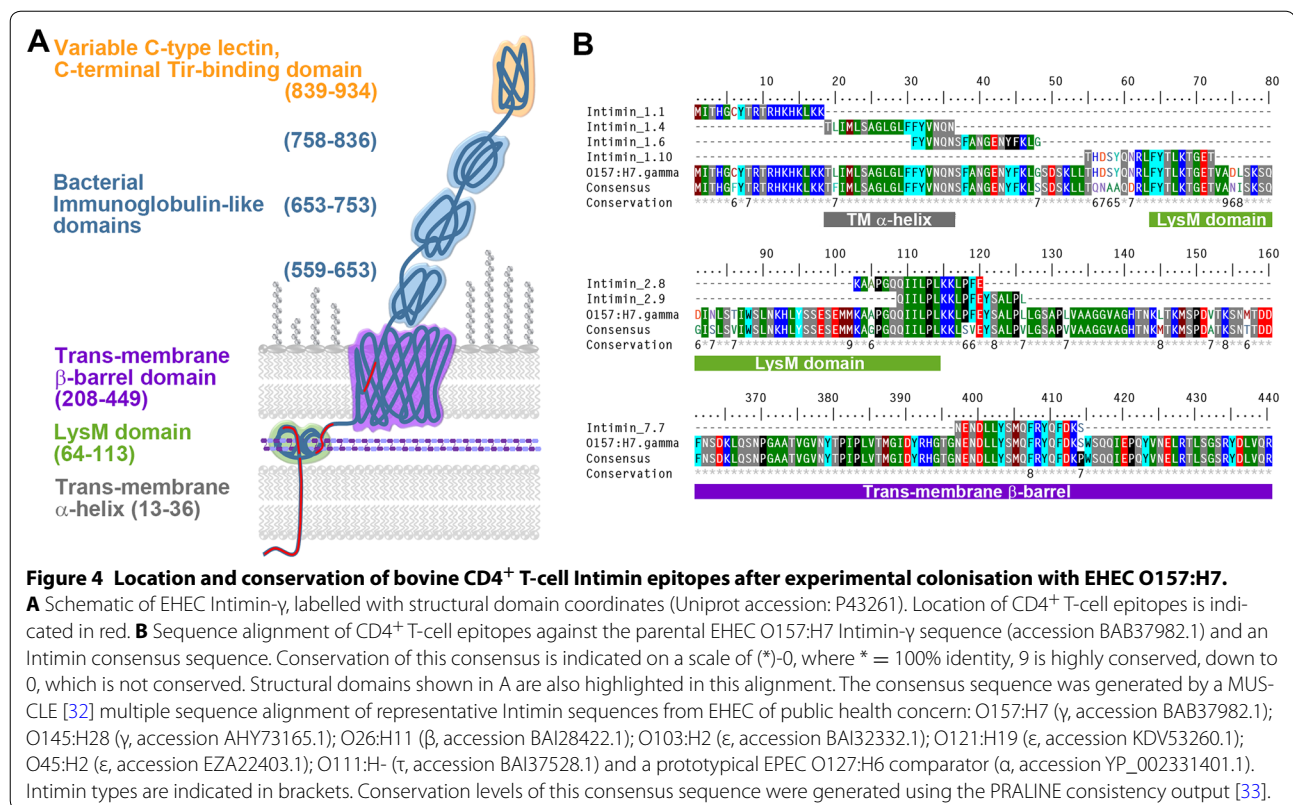 A
Variable C-type lectin,
C-terminal Tir-binding domain
(839-934)
(758-836)
Bacterial
Immunoglobulin-like
domains
(653-753)
(559-653)
Trans-membrane
β-barrel domain
(208-449)
LysM domain
(64-113)
Trans-membrane
α-helix (13-36)
B
10 20 30 40 50 60 70 80
Intimin_1.1 MITHGCYTRTRHKHKLKK
Intimin_1.4 TLIMLSAGLGLFFYVNQN
Intimin_1.6 FYVNQNSFANGENYFKLG
Intimin_1.10 THDSYQNRLFYTLKTGET
O157:H7.gamma MITHGCYTRTRHKHKLKKTLIMLSAGLGLFFYVNQNSFANGENYFKLGSDSKLLTHDSYQNRLFYTLKTGETVADLSKSQ
Consensus MITHGFYTRTRHKHKLKKTFIMLSAGLGLFFYVNQNSFANGENYFKLSSDSKLLTQNAAQDRLFYTLKTGETVANISKSQ
Conservation
TM α-helix
LysM domain
90 100 110 120 130 140 150 160
Intimin_2.8 KAAPGQQIILPLKKLPFE
Intimin_2.9 QIILPLKKLPFEYSALPL
O157:H7.gamma DINLSTIWSLNKHLYSSESEMMKAAPGQQIILPLKKLPFEYSALPLLGSAPLVAAGGVAGHTNKLTKMSPDVTKSNMTDD
Consensus GISLSVIWSLNKHLYSSESEMMKAGPGQQIILPLKKLSVEYSALPVLGSAPVVAAGGVAGHTNKMTKMSPDATKSNTTDD
Conservation
LysM domain
370 380 390 400 410 420 430 440
Intimin_7.7 NENDLLYSMQFRYQFDKS
O157:H7.gamma FNSDKLQSNPGAATVGVNYTPIPLVTMGIDYRHGTGNENDLLYSMQFRYQFDKSWSQQIEPQYVNELRTLSGSRYDLVQR
Consensus FNSDKLQSNPGAATVGVNYTPIPLVTMGIDYRHGTGNENDLLYSMQFRYQFDKPWSQQIEPQYVNELRTLSGSRYDLVQR
Conservation
Trans-membrane β-barrel
Figure 4 Location and conservation of bovine CD4+ T-cell Intimin epitopes after experimental colonisation with EHEC O157:H7.
A Schematic of EHEC Intimin-γ, labelled with structural domain coordinates (Uniprot accession: P43261). Location of CD4+ T-cell epitopes is indi-
cated in red. B Sequence alignment of CD4+ T-cell epitopes against the parental EHEC O157:H7 Intimin-γ sequence (accession BAB37982.1) and an
Intimin consensus sequence. Conservation of this consensus is indicated on a scale of (*)-0, where * = 100% identity, 9 is highly conserved, down to
0, which is not conserved. Structural domains shown in A are also highlighted in this alignment. The consensus sequence was generated by a MUS-
CLE [32] multiple sequence alignment of representative Intimin sequences from EHEC of public health concern: O157:H7 (γ, accession BAB37982.1);
O145:H28 (γ, accession AHY73165.1); O26:H11 (β, accession BAI28422.1); O103:H2 (ε, accession BAI32332.1); O121:H19 (ε, accession KDV53260.1);
O45:H2 (ε, accession EZA22403.1); O111:H- (τ, accession BAI37528.1) and a prototypical EPEC O127:H6 comparator (α, accession YP_002331401.1).
Intimin types are indicated in brackets. Conservation levels of this consensus sequence were generated using the PRALINE consistency output [33].